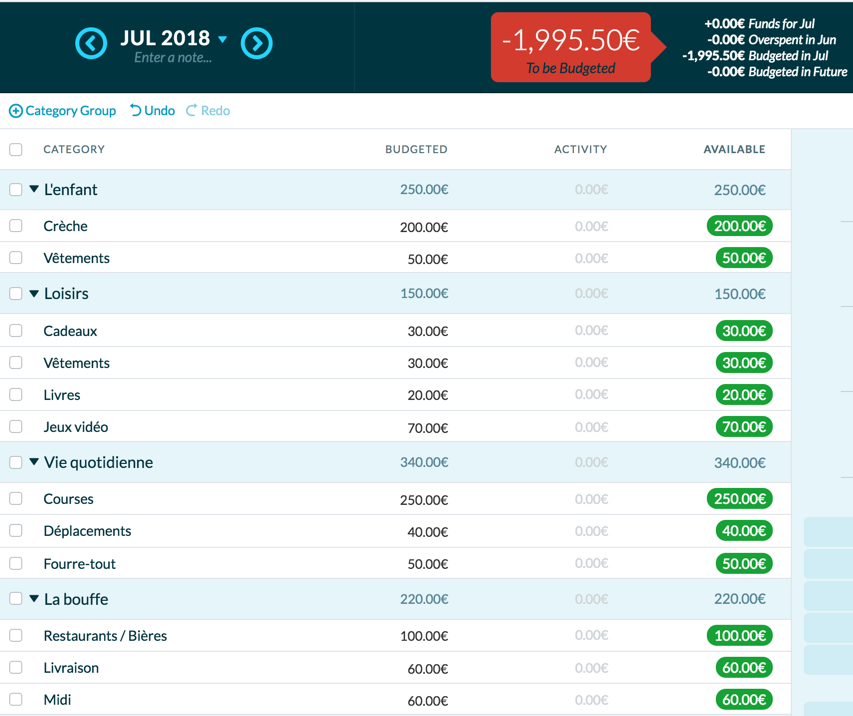 JUL 2018
Enter a note...
-1,995.50€
To be Budgeted
+0.00€ Funds for Jul
-0.00€ Overspent in Jun
-1,995.50€ Budgeted in Jul
-0.00€ Budgeted in Future
Category Group Undo Redo
CATEGORY BUDGETED ACTIVITY AVAILABLE
L'enfant 250.00€ 0.00€ 250.00€
Crèche 200.00€ 0.00€ 200.00€
Vêtements 50.00€ 0.00€ 50.00€
Loisirs 150.00€ 0.00€ 150.00€
Cadeaux 30.00€ 0.00€ 30.00€
Vêtements 30.00€ 0.00€ 30.00€
Livres 20.00€ 0.00€ 20.00€
Jeux vidéo 70.00€ 0.00€ 70.00€
Vie quotidienne 340.00€ 0.00€ 340.00€
Courses 250.00€ 0.00€ 250.00€
Déplacements 40.00€ 0.00€ 40.00€
Fourre-tout 50.00€ 0.00€ 50.00€
La bouffe 220.00€ 0.00€ 220.00€
Restaurants / Bières 100.00€ 0.00€ 100.00€
Livraison 60.00€ 0.00€ 60.00€
Midi 60.00€ 0.00€ 60.00€